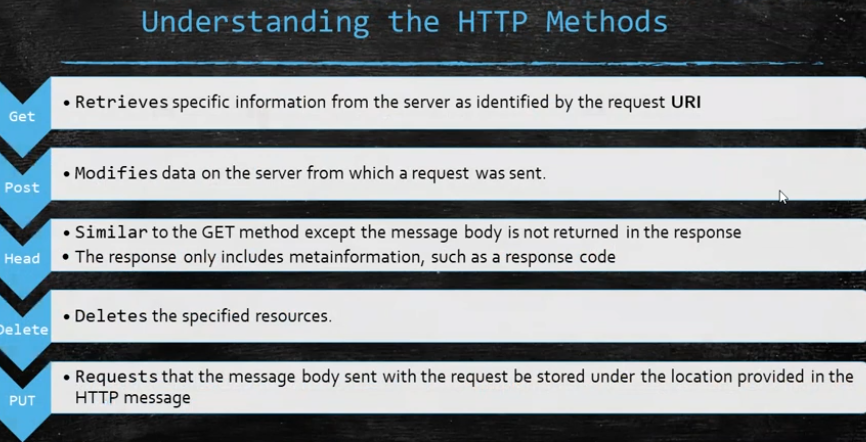 Understanding the HTTP Methods
Get
• Retrieves specific information from the server as identified by the request URI
Post
• Modifies data on the server from which a request was sent.
Head
• Similar to the GET method except the message body is not returned in the response
• The response only includes metainformation, such as a response code
Delete
• Deletes the specified resources.
PUT
• Requests that the message body sent with the request be stored under the location provided in the
HTTP message